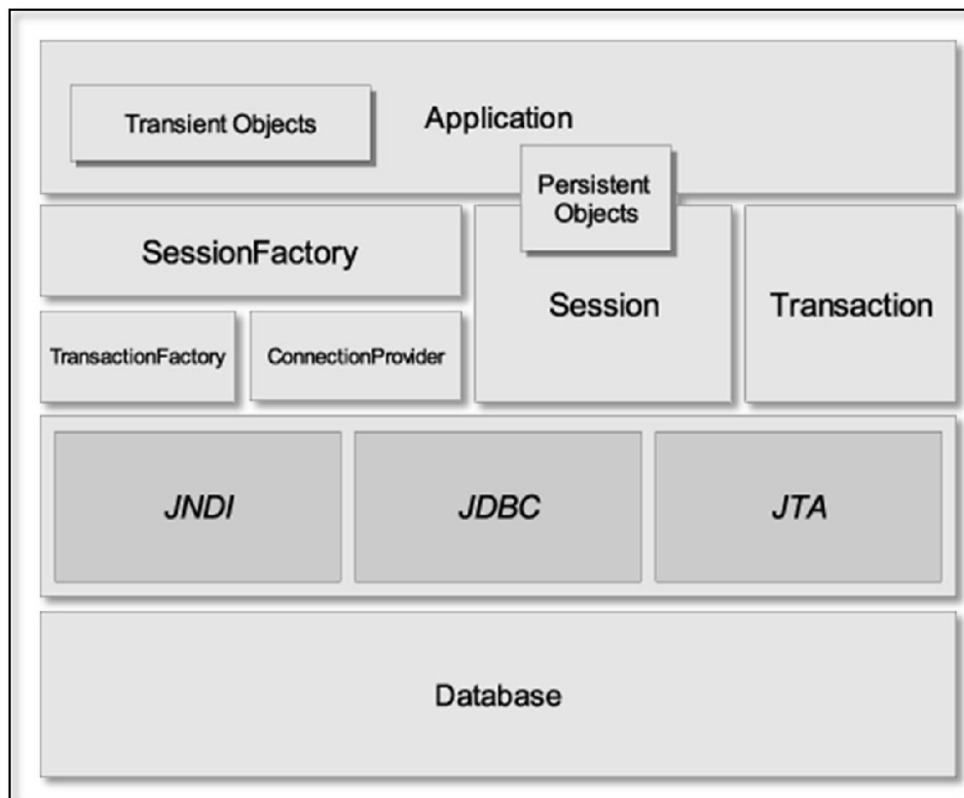 Transient Objects
Application
Persistent
Objects
SessionFactory
Session
Transaction
TransactionFactory
ConnectionProvider
JNDI
JDBC
JTA
Database